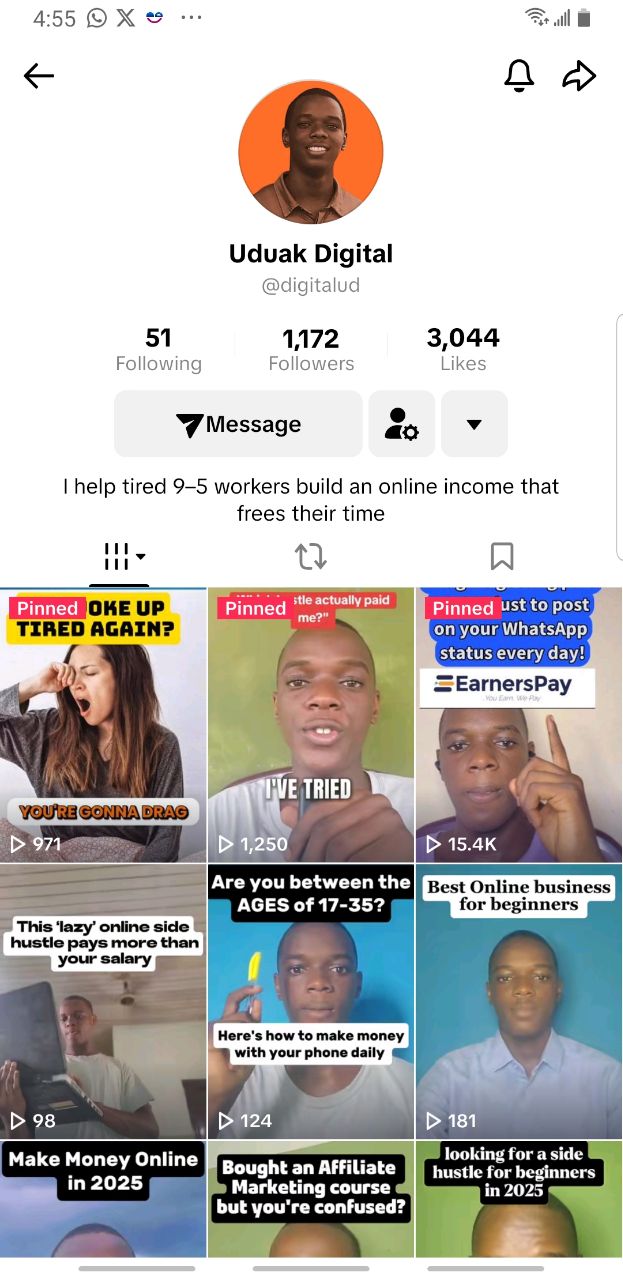 4:55
Uduak Digital
@digitalud
51
Following
1,172
Followers
3,044
Likes
Message
I help tired 9–5 workers build an online income that
frees their time
Pinned
OKE UP
TIRED AGAIN?
YOU'RE GONNA DRAG
971
Pinned
stle actually paid
me?"
I'VE TRIED
1,250
Pinned
ust to post
on your WhatsApp
status every day!
EarnersPay
You Earn, We Pay
15.4K
This ‘lazy’ online side
hustle pays more than
your salary
98
Are you between the
AGES of 17-35?
Here's how to make money
with your phone daily
124
Best Online business
for beginners
181
Make Money Online
in 2025
Bought an Affiliate
Marketing course
but you're confused?
looking for a side
hustle for beginners
in 2025